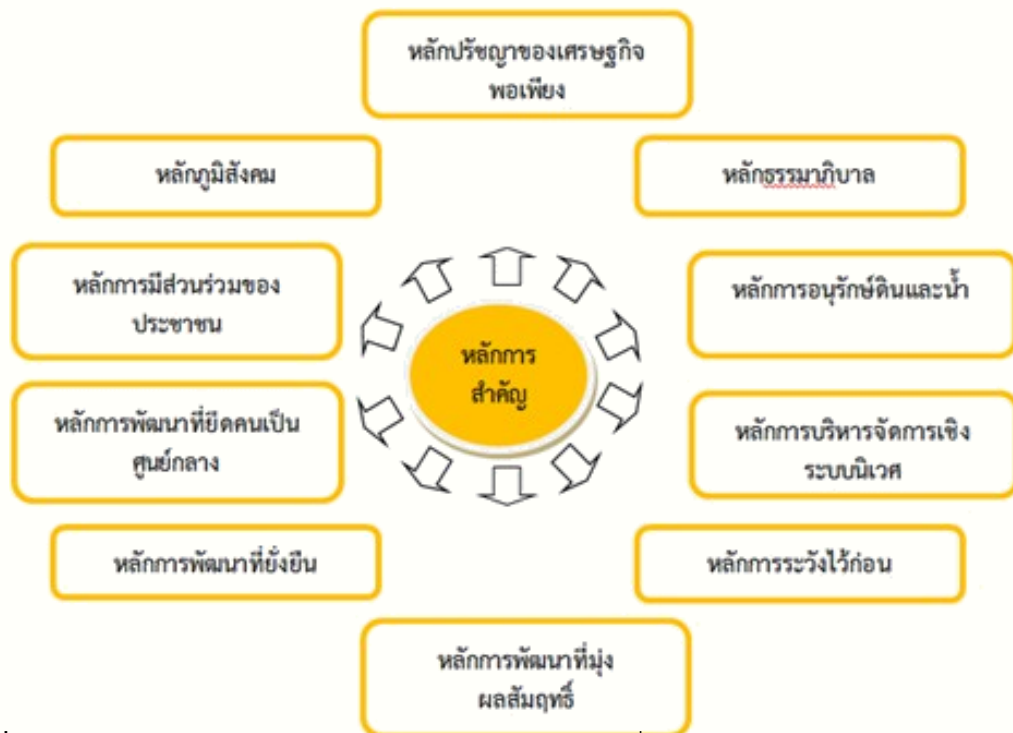 หลักปรัชญาของเศรษฐกิจ
พอเพียง
หลักภูมิสังคม
หลักธรรมาภิบาล
หลักการมีส่วนร่วมของ
ประชาชน
หลักการอนุรักษ์ดินและน้ำ
หลักการ
สำคัญ
หลักการพัฒนาที่ยึดคนเป็น
ศูนย์กลาง
หลักการบริหารจัดการเชิง
ระบบนิเวศ
หลักการพัฒนาที่ยั่งยืน
หลักการระวังไว้ก่อน
หลักการพัฒนาที่มุ่ง
ผลสัมฤทธิ์